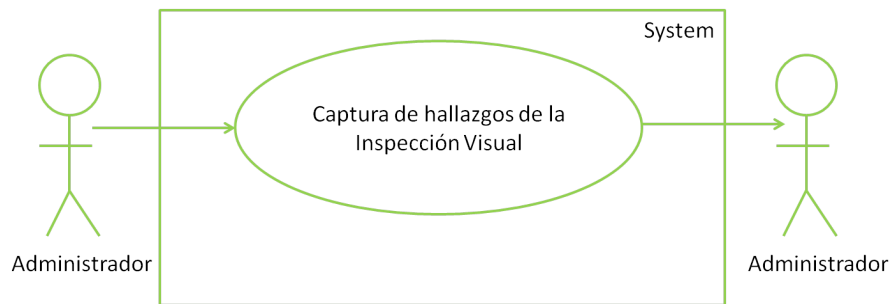 System
Captura de hallazgos de la
Inspección Visual
Administrador
Administrador